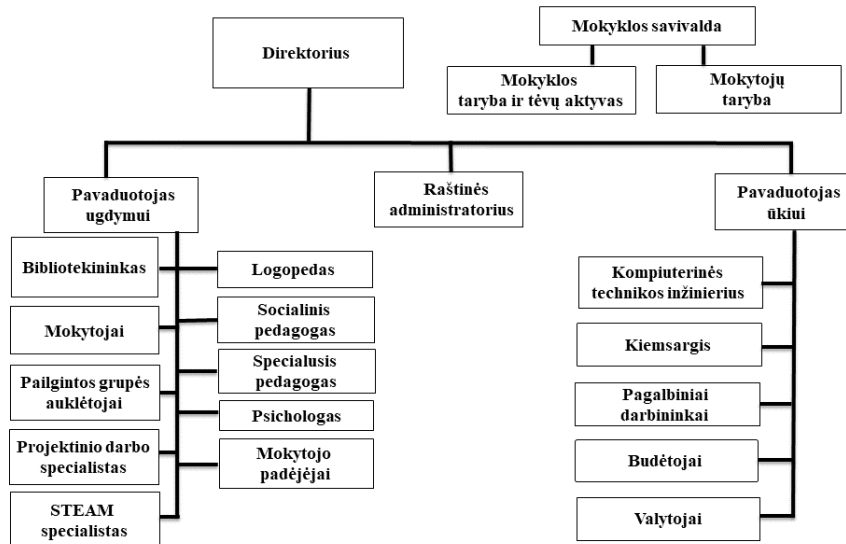 Direktorius
Mokyklos savivalda
Mokyklos
taryba ir tėvų aktyvas
Mokytojų
taryba
Pavaduotojas
ugdymui
Raštinės
administratorius
Pavaduotojas
ūkiui
Bibliotekininkas
Mokytojai
Pailgintos grupės
auklėtojai
Projektinio darbo
specialistas
STEAM
specialistas
Logopedas
Socialinis
pedagogas
Specialusis
pedagogas
Psichologas
Mokytojo
padėjėjai
Kompiuterinės
technikos inžinierius
Kiemsargis
Pagalbiniai
darbininkai
Budėtojai
Valytojai